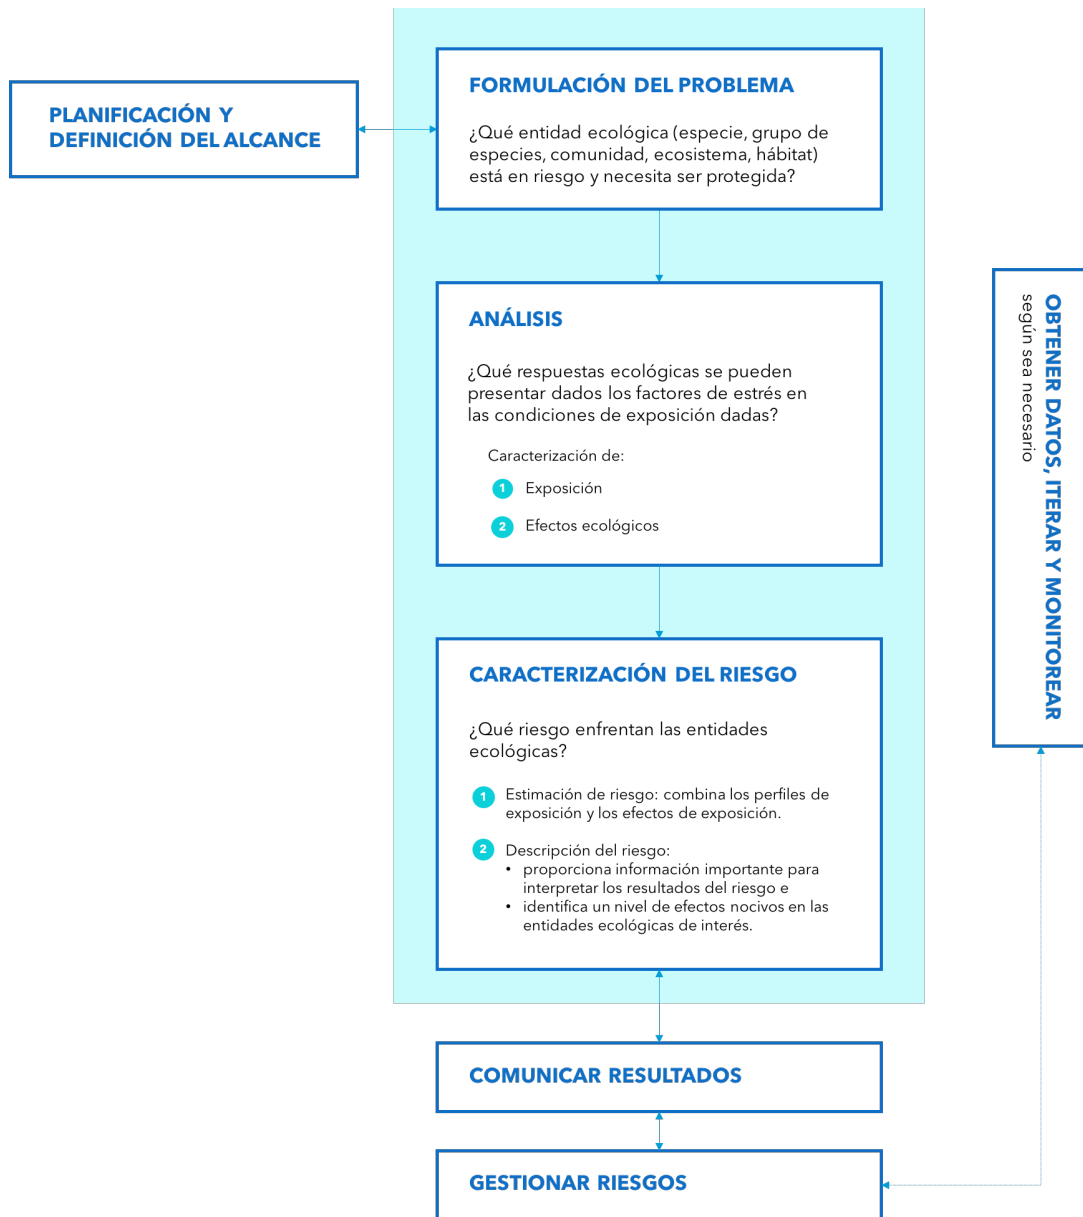 PLANIFICACIÓN Y
DEFINICIÓN DEL ALCANCE
FORMULACIÓN DEL PROBLEMA
¿Qué entidad ecológica (especie, grupo de
especies, comunidad, ecosistema, hábitat)
está en riesgo y necesita ser protegida?
ANÁLISIS
¿Qué respuestas ecológicas se pueden
presentar dados los factores de estrés en
las condiciones de exposición dadas?
Caracterización de:
1 Exposición
2 Efectos ecológicos
CARACTERIZACIÓN DEL RIESGO
¿Qué riesgo enfrentan las entidades
ecológicas?
1 Estimación de riesgo: combina los perfiles de
exposición y los efectos de exposición.
2 Descripción del riesgo:
• proporciona información importante para
interpretar los resultados del riesgo e
• identifica un nivel de efectos nocivos en las
entidades ecológicas de interés.
COMUNICAR RESULTADOS
GESTIONAR RIESGOS
OBTENER DATOS, ITERAR Y MONITOREAR
según sea necesario